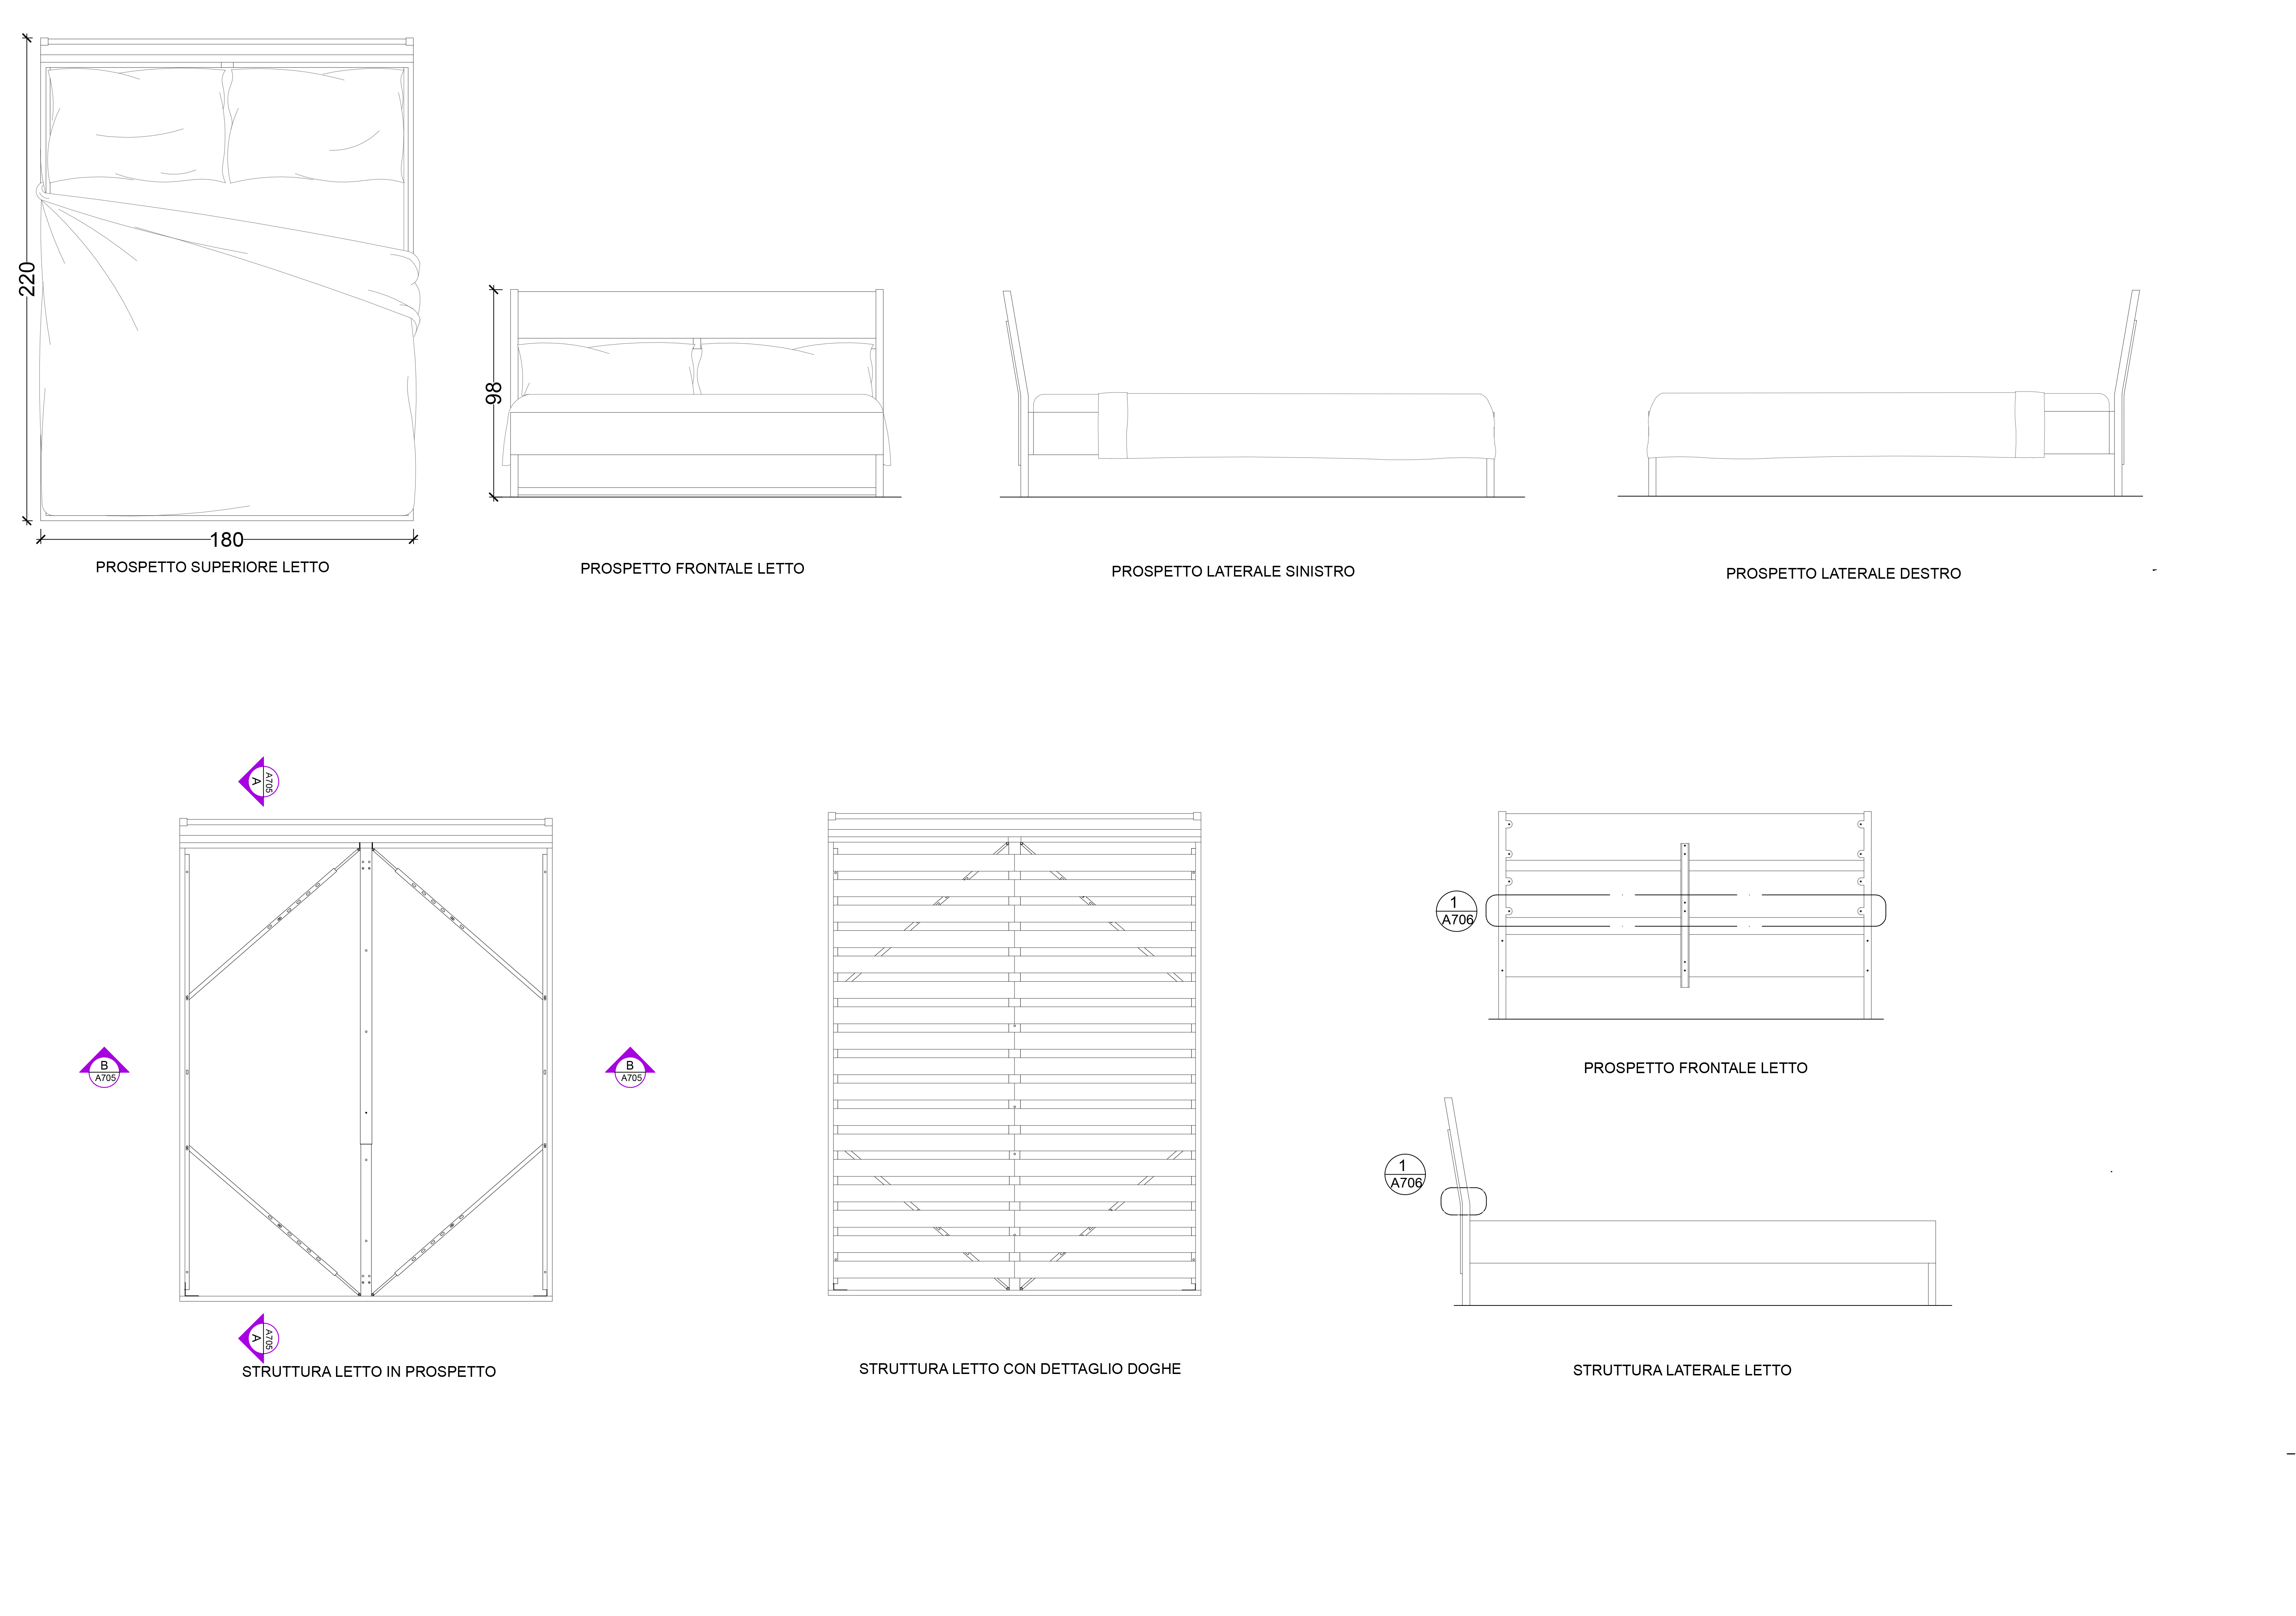 220
180
PROSPETTO SUPERIORE LETTO
98
PROSPETTO FRONTALE LETTO
PROSPETTO LATERALE SINISTRO
PROSPETTO LATERALE DESTRO
A
A705
B
A705
B
A705
A
A705
STRUTTURA LETTO IN PROSPETTO
STRUTTURA LETTO CON DETTAGLIO DOGHE
1
A706
PROSPETTO FRONTALE LETTO
1
A706
STRUTTURA LATERALE LETTO